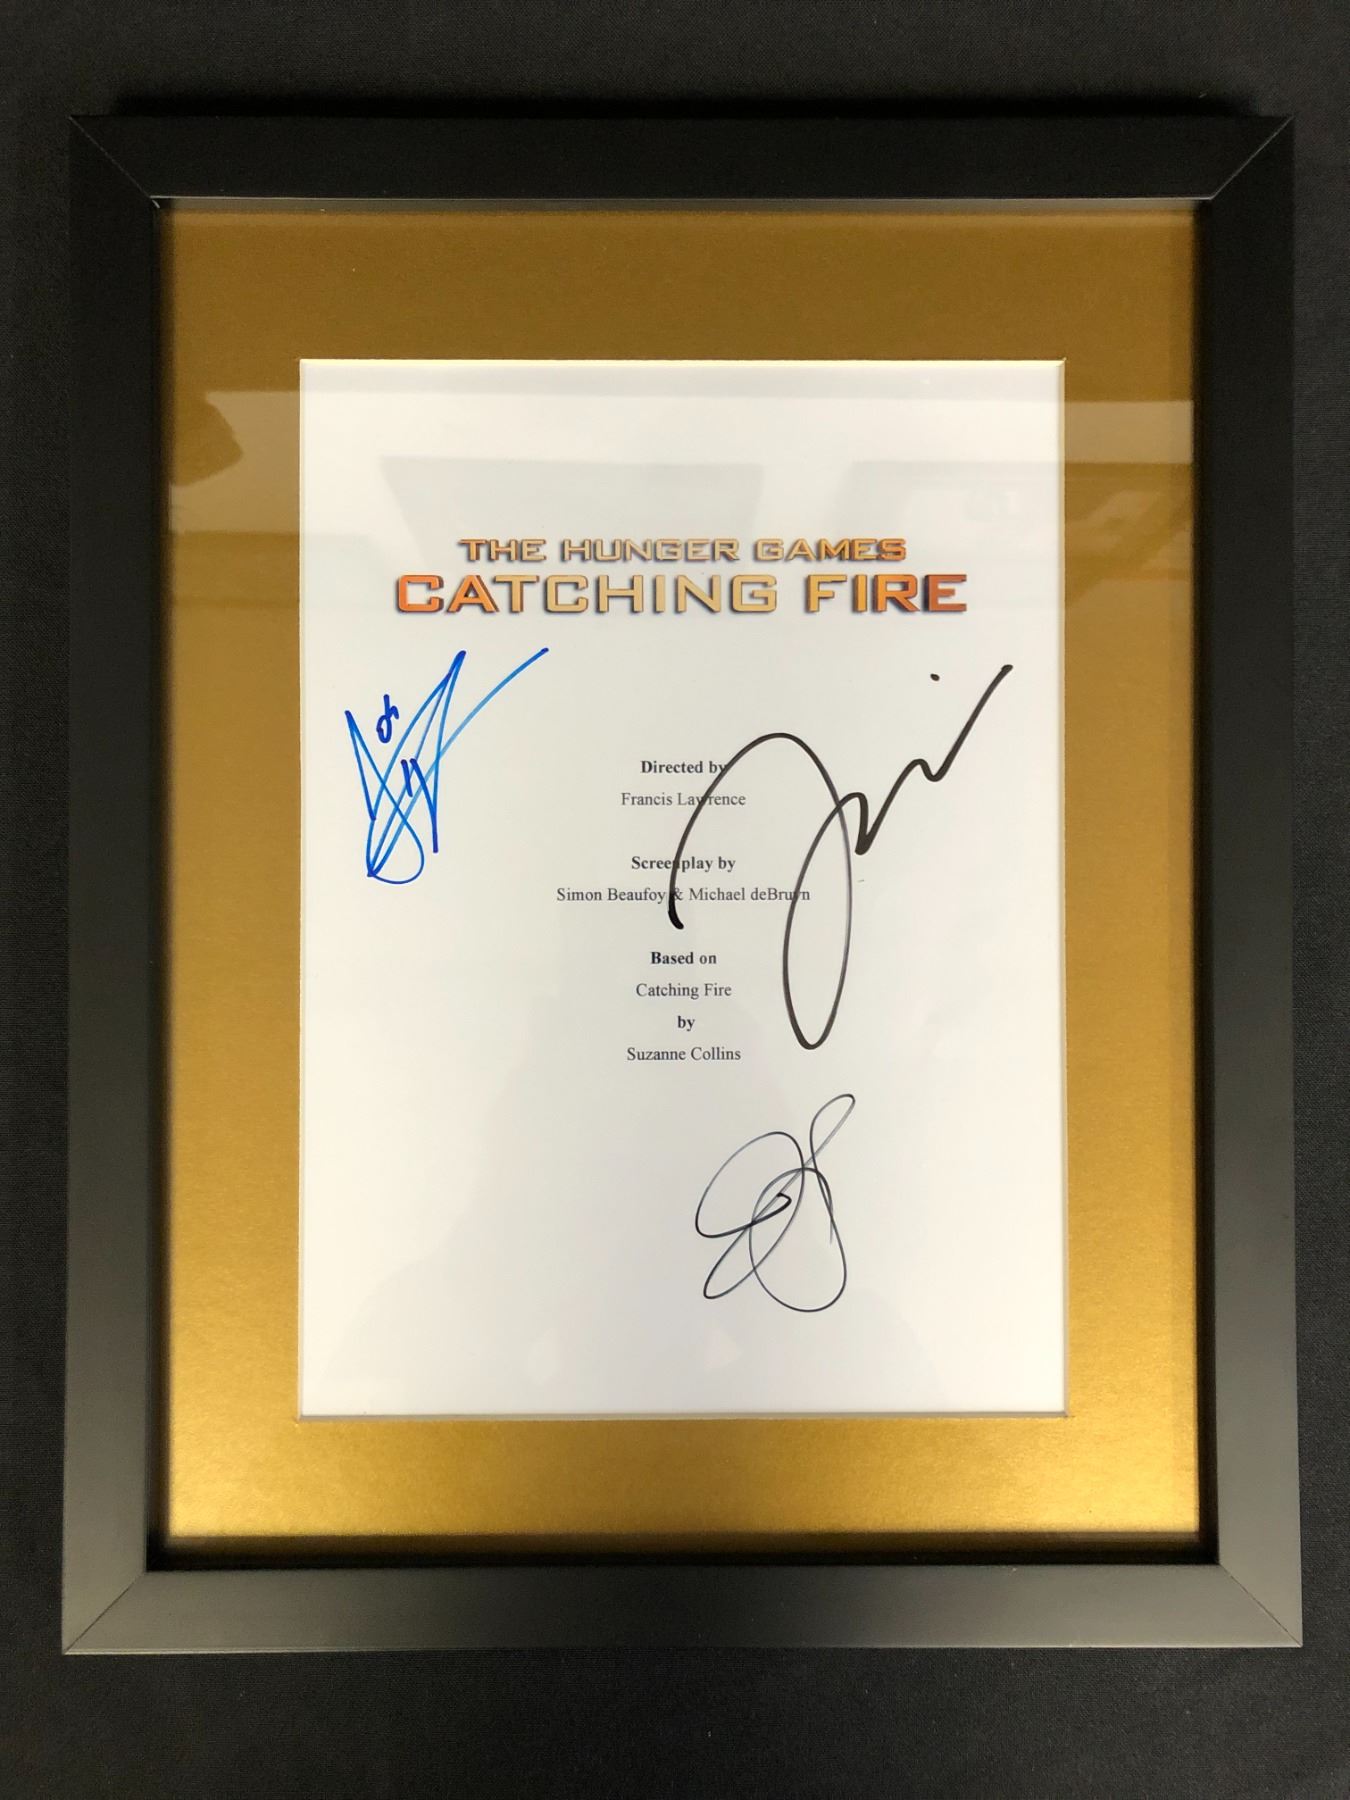 THE HUNGER GAMES
CATCHING FIRE
Directed by
Francis Lawrence
Screenplay by
Simon Beaufoy & Michael deBruyn
Based on
Catching Fire
by
Suzanne Collins